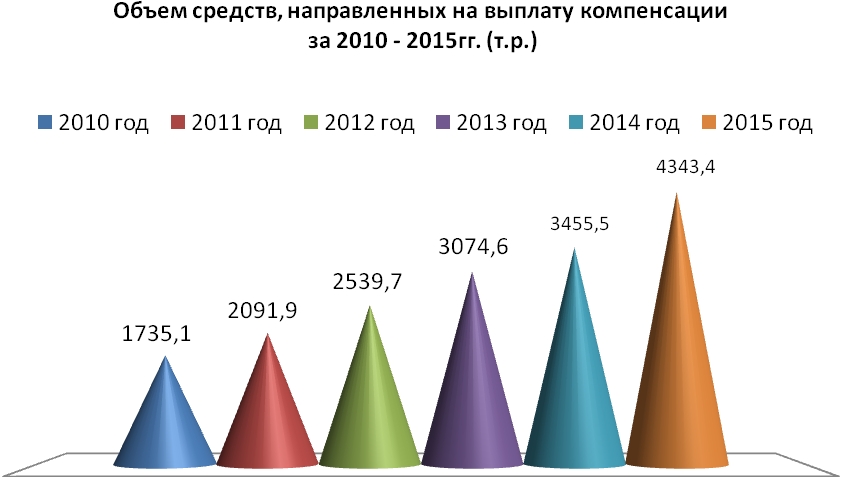 Объем средств, направленных на выплату компенсации
за 2010 - 2015гг. (т.р.)
2010 год 2011 год 2012 год 2013 год 2014 год 2015 год
4343,4
3455,5
3074,6
2539,7
2091,9
1735,1